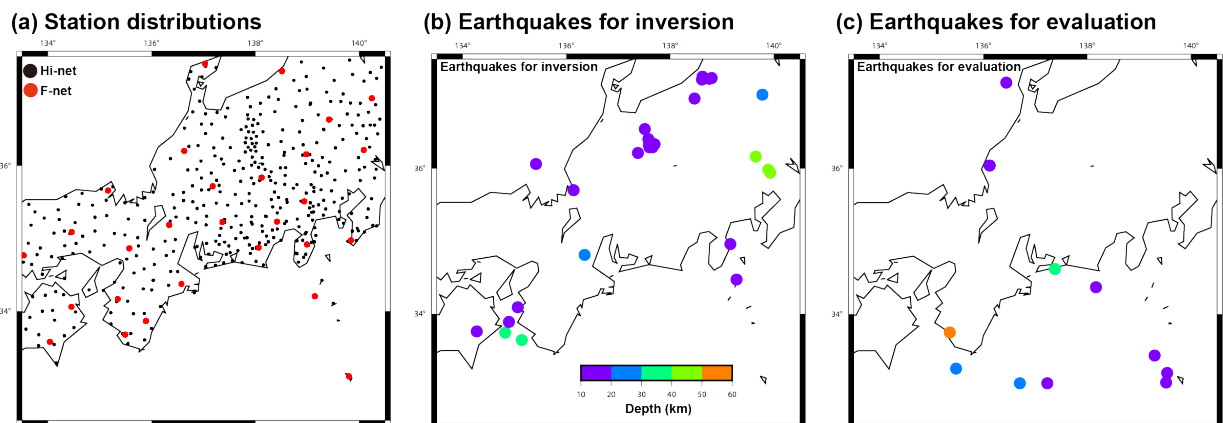 (a) Station distributions
134° 136° 138° 140°
Hi-net
F-net
36°
34°
(b) Earthquakes for inversion
134° 136° 138° 140°
Earthquakes for inversion
36°
34°
10 20 30 40 50 60
Depth (km)
(c) Earthquakes for evaluation
134° 136° 138° 140°
Earthquakes for evaluation
36°
34°